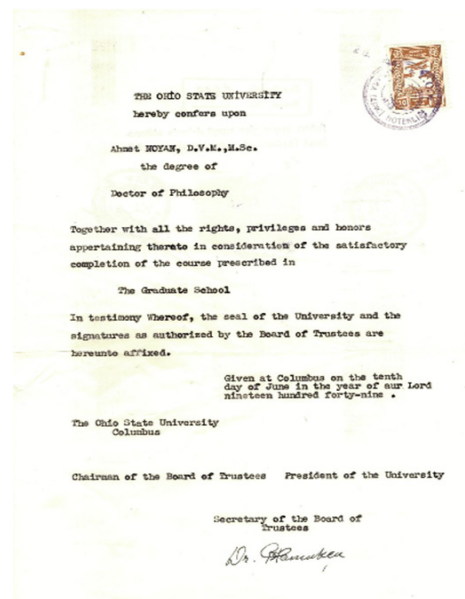 THE OHIO STATE UNIVERSITY
hereby confers upon
Ahmet NOYAN, D.V.M.,M.Sc.
the degree of
Doctor of Philosophy
Together with all the rights, privileges and honors
appertaining thereto in consideration of the satisfactory
completion of the course prescribed in
The Graduate School
In testimony Whereof, the seal of the University and the
signatures as authorized by the Board of Trustees are
hereunto affixed.
Given at Columbus on the tenth
day of June in the year of aur Lord
nineteen hundred forty-nine .
The Ohio State University
Columbus
Chairman of the Board of Trustees President of the University
Secretary of the Board of
Trustees
Dr.